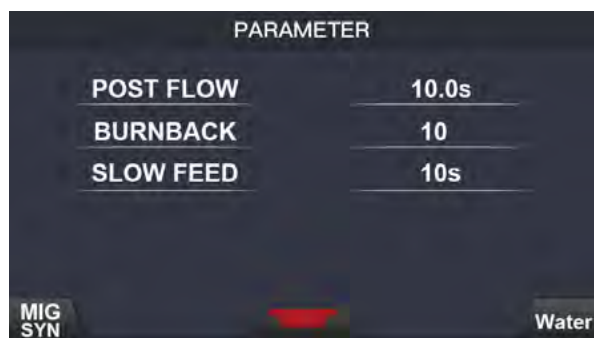 PARAMETER
POST FLOW 10.0s
BURNBACK 10
SLOW FEED 10s
MIG
SYN
Water